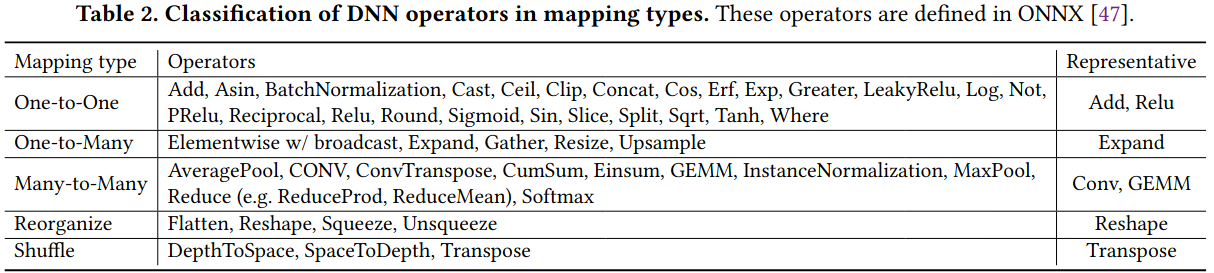 Table 2. Classification of DNN operators in mapping types. These operators are defined in ONNX [47].
Mapping type Operators Representative
One-to-One Add, Asin, BatchNormalization, Cast, Ceil, Clip, Concat, Cos, Erf, Exp, Greater, LeakyRelu, Log, Not, Add, Relu
PRelu, Reciprocal, Relu, Round, Sigmoid, Sin, Slice, Split, Sqrt, Tanh, Where
One-to-Many Elementwise w/ broadcast, Expand, Gather, Resize, Upsample Expand
Many-to-Many AveragePool, CONV, ConvTranspose, CumSum, Einsum, GEMM, InstanceNormalization, MaxPool, Conv, GEMM
Reduce (e.g. ReduceProd, ReduceMean), Softmax
Reorganize Flatten, Reshape, Squeeze, Unsqueeze Reshape
Shuffle DepthToSpace, SpaceToDepth, Transpose Transpose